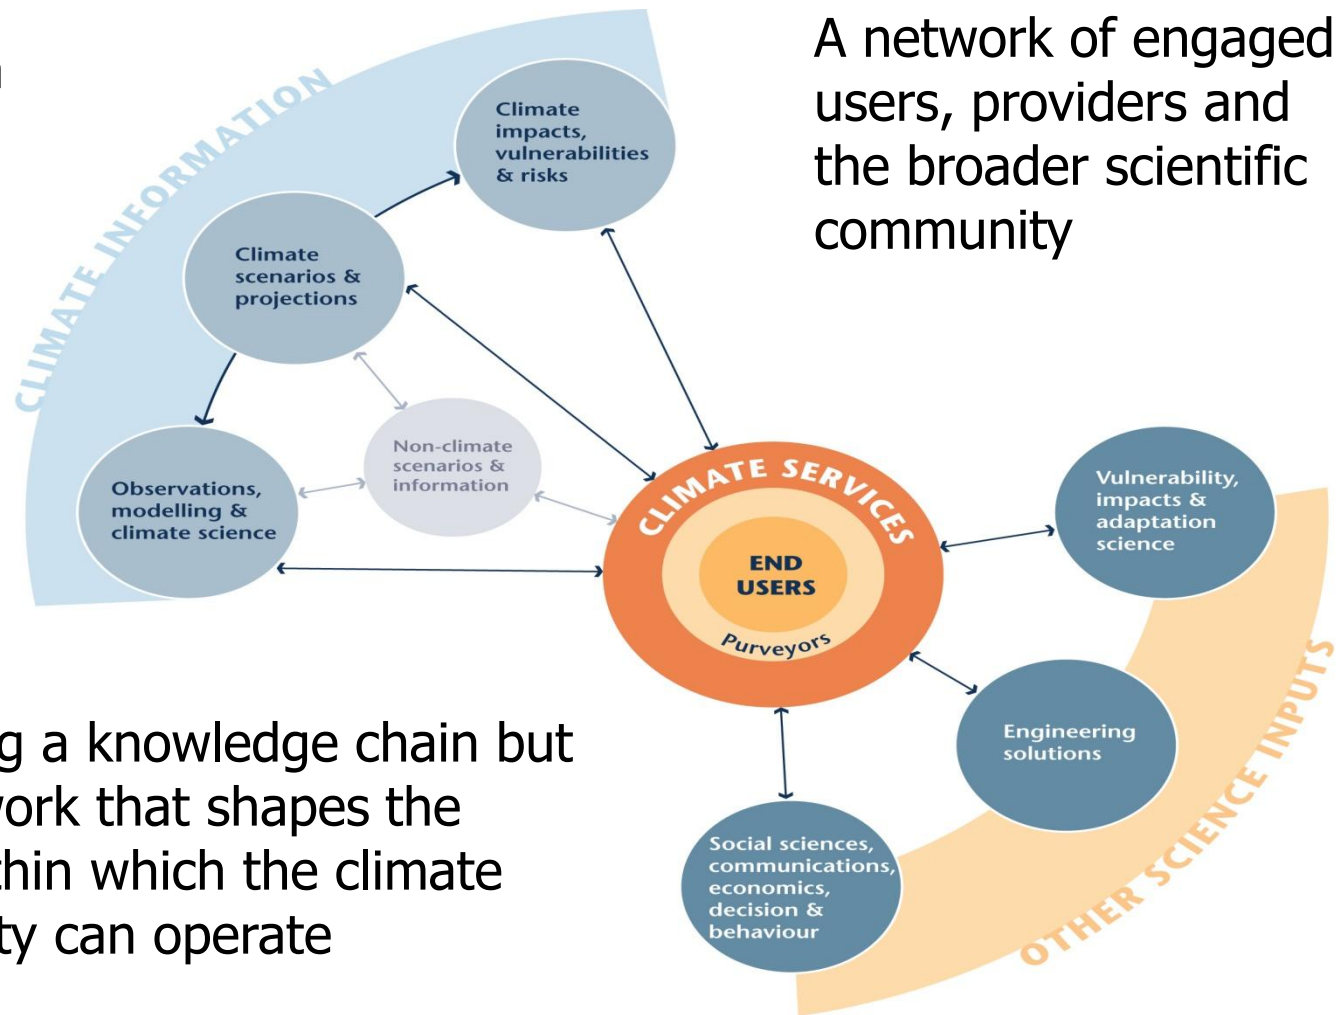 A network of engaged
users, providers and
the broader scientific
community
CLIMATE INFORMATION
Climate
impacts,
vulnerabilities
& risks
Climate
scenarios &
projections
Non-climate
scenarios &
information
Observations,
modelling &
climate science
CLIMATE SERVICES
END
USERS
Purveyors
Vulnerability,
impacts &
adaptation
science
Engineering
solutions
Social sciences,
communications,
economics,
decision &
behaviour
OTHER SCIENCE INPUTS
a knowledge chain but
that shapes the
which the climate
can operate